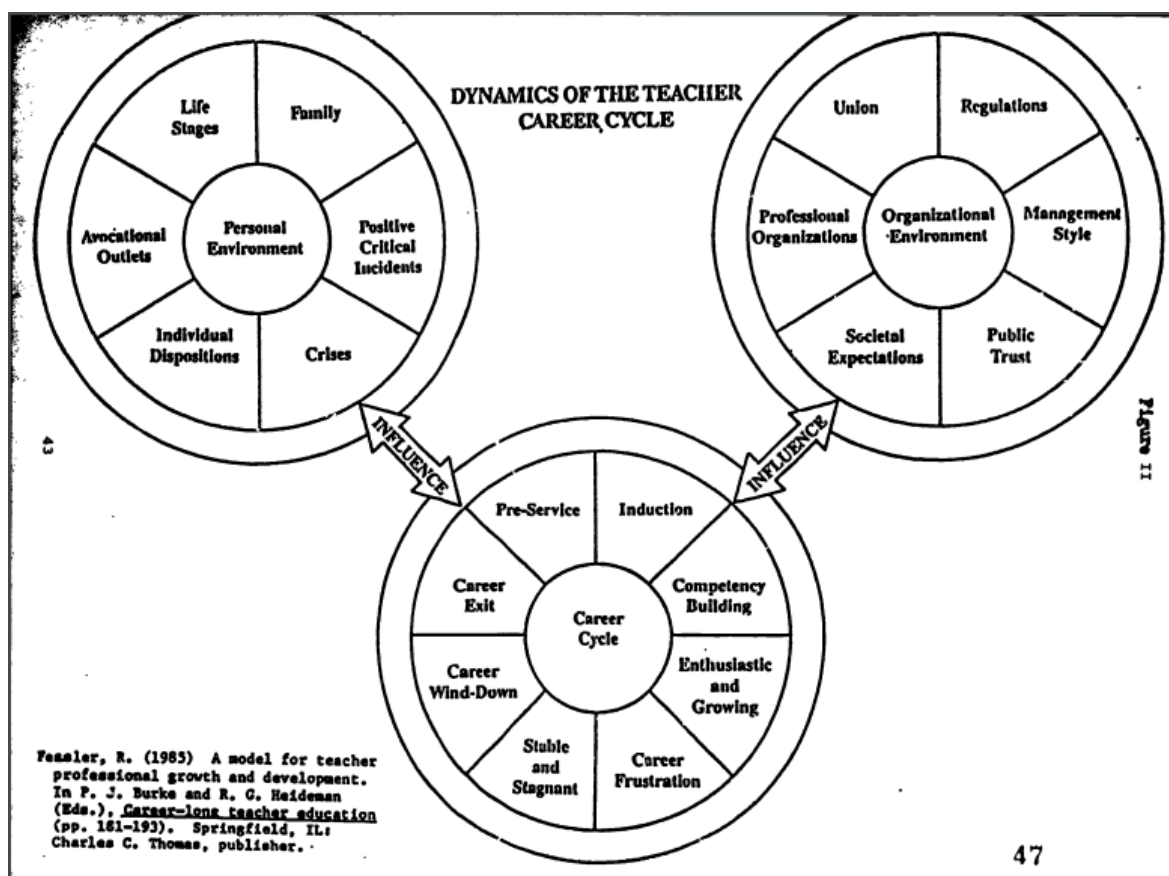 DYNAMICS OF THE TEACHER
CAREER CYCLE
Life
Stages
Family
Avocational
Outlets
Personal
Environment
Positive
Critical
Incidents
Individual
Dispositions
Crises
Union
Regulations
Professional
Organizations
Organizational
Environment
Management
Style
Societal
Expectations
Public
Trust
INFLUENCE
INFLUENCE
43
Figure II
Pre-Service
Induction
Career
Exit
Competency
Building
Career
Cycle
Career
Wind-Down
Enthusiastic
and
Growing
Stable
and
Stagnant
Career
Frustration
Fessler, R. (1985) A model for teacher
professional growth and development.
In P. J. Burke and R. G. Heideman
(Eds.), Career-long teacher education
(pp. 181-193). Springfield, IL:
Charles C. Thomas, publisher.
47